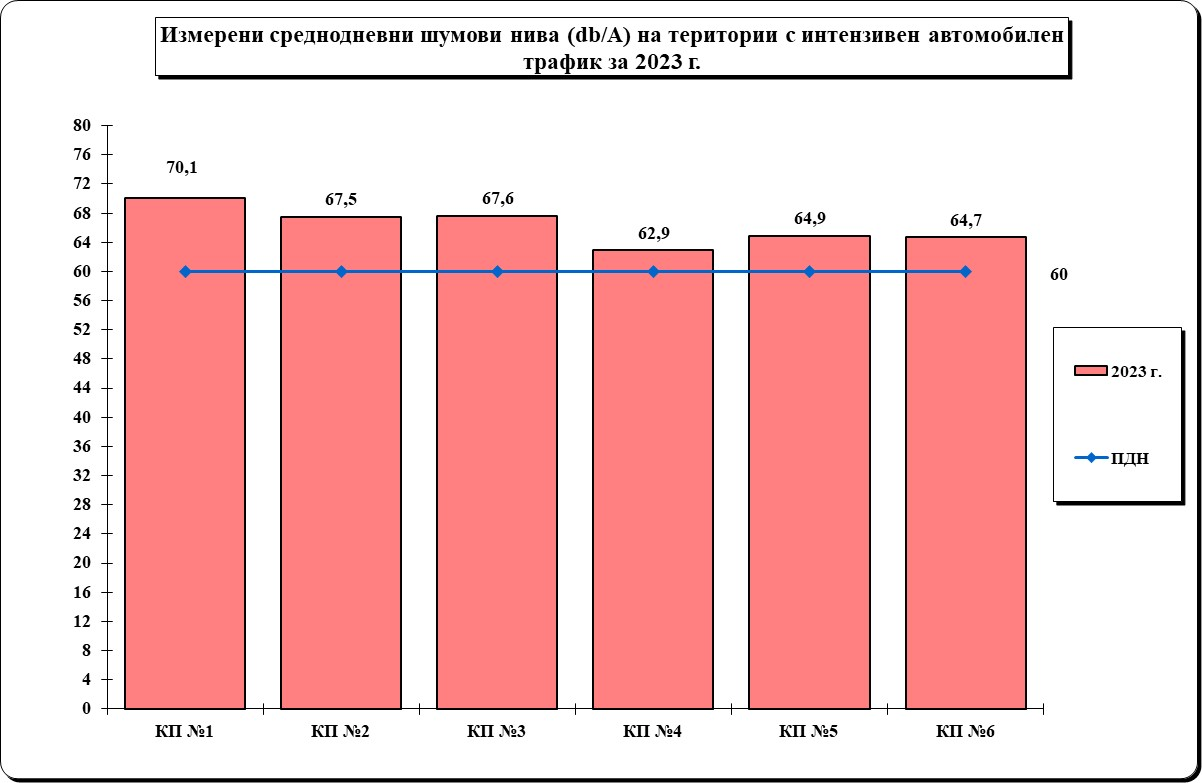 Измерени среднодневни шумови нива (db/A) на територии с интензивен автомобилен
трафик за 2023 г.
80
76
72
68
64
60
56
52
48
44
40
36
32
28
24
20
16
12
8
4
0
70,1
67,5
67,6
62,9
64,9
64,7
60
2023 г.
ПДН
КП №1
КП №2
КП №3
КП №4
КП №5
КП №6